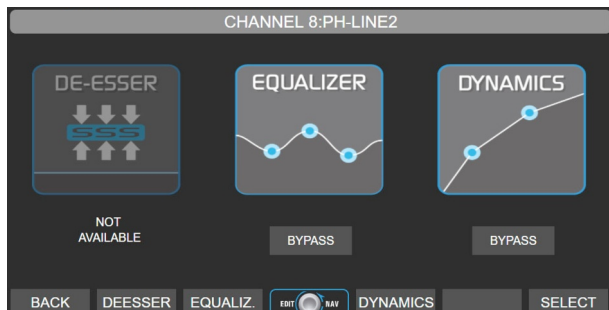 CHANNEL 8:PH-LINE2
DE-ESSER
EQUALIZER
DYNAMICS
SSS
NOT
AVAILABLE
BYPASS
BYPASS
BACK
DEESSER
EQUALIZ.
EDIT
NAV
DYNAMICS
SELECT